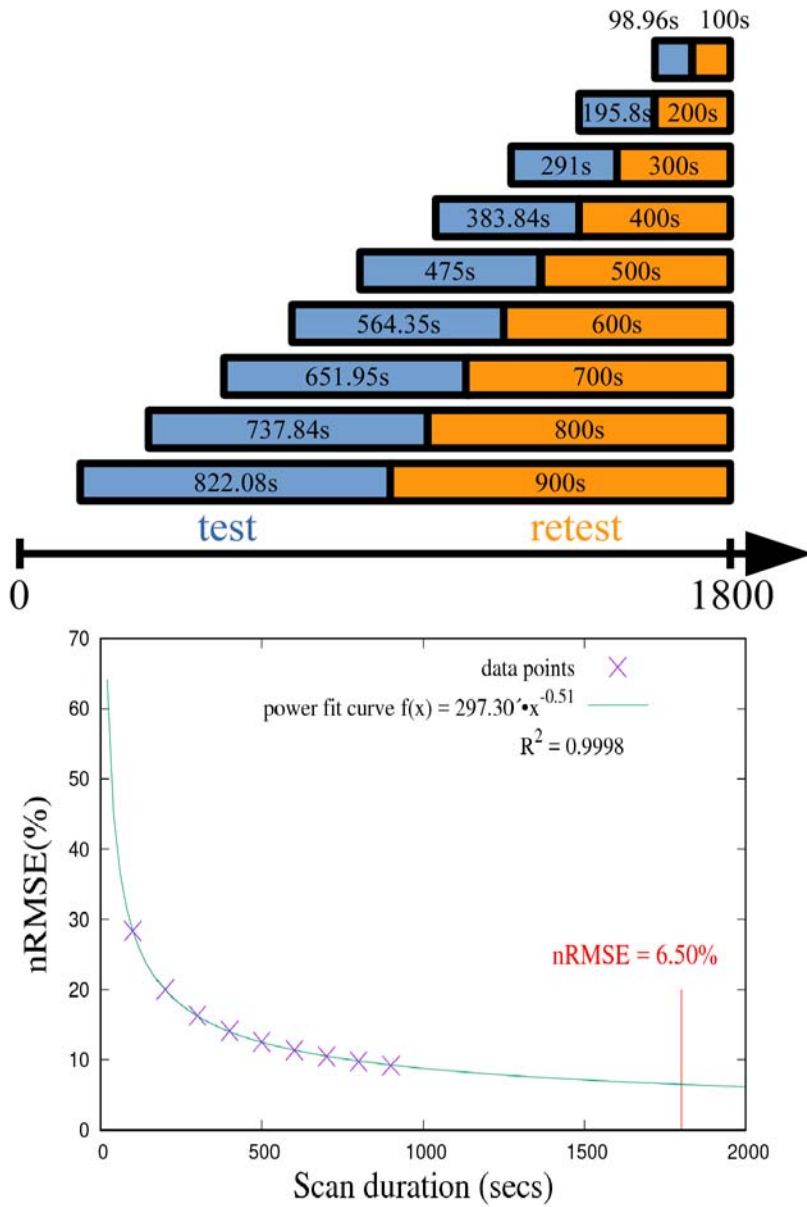 98.96s 100s
195.8s 200s
291s 300s
383.84s 400s
475s 500s
564.35s 600s
651.95s 700s
737.84s 800s
822.08s 900s
test retest
0 1800
70
data points
power fit curve f(x) = 297.30´•x^-0.51
R^2 = 0.9998
60
50
40
30
nRMSE = 6.50%
20
10
0
nRMSE(%)
0 500 1000 1500 2000
Scan duration (secs)